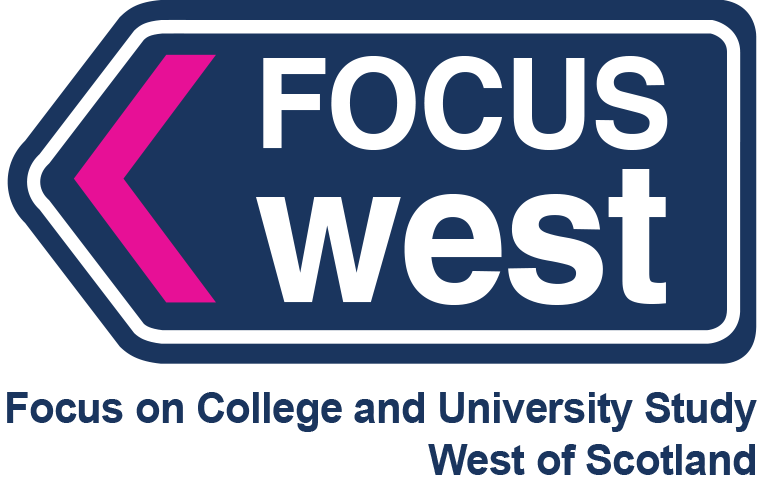 FOCUS
west
Focus on College and University Study
West of Scotland